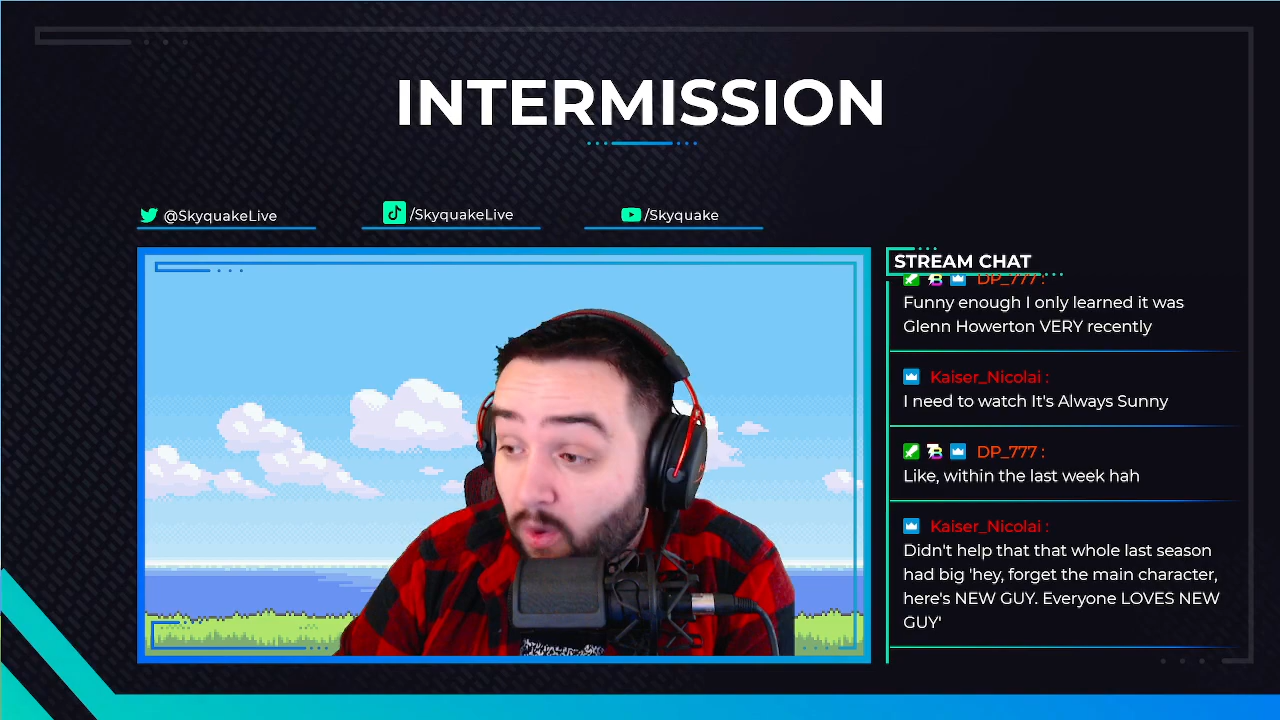 INTERMISSION
@SkyquakeLive
/SkyquakeLive
/Skyquake
STREAM CHAT
DP_777 :
Funny enough I only learned it was
Glenn Howerton VERY recently
Kaiser_Nicolai :
I need to watch It's Always Sunny
DP_777 :
Like, within the last week hah
Kaiser_Nicolai :
Didn't help that that whole last season
had big 'hey, forget the main character,
here's NEW GUY. Everyone LOVES NEW
GUY'